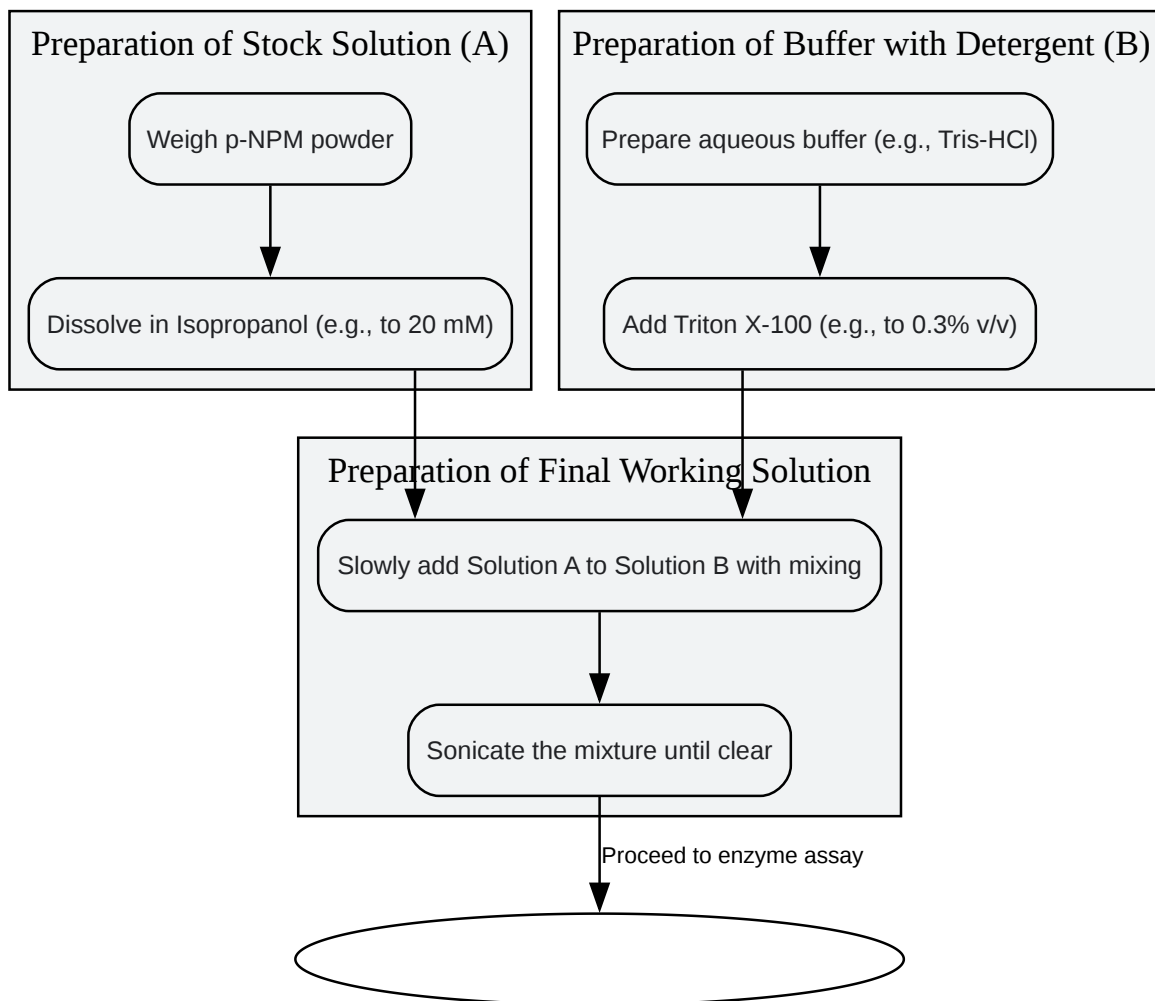 Preparation of Stock Solution (A)
Weigh p-NPM powder
Dissolve in Isopropanol (e.g., to 20 mM)
Preparation of Buffer with Detergent (B)
Prepare aqueous buffer (e.g., Tris-HCl)
Add Triton X-100 (e.g., to 0.3% v/v)
Preparation of Final Working Solution
Slowly add Solution A to Solution B with mixing
Sonicate the mixture until clear
Proceed to enzyme assay